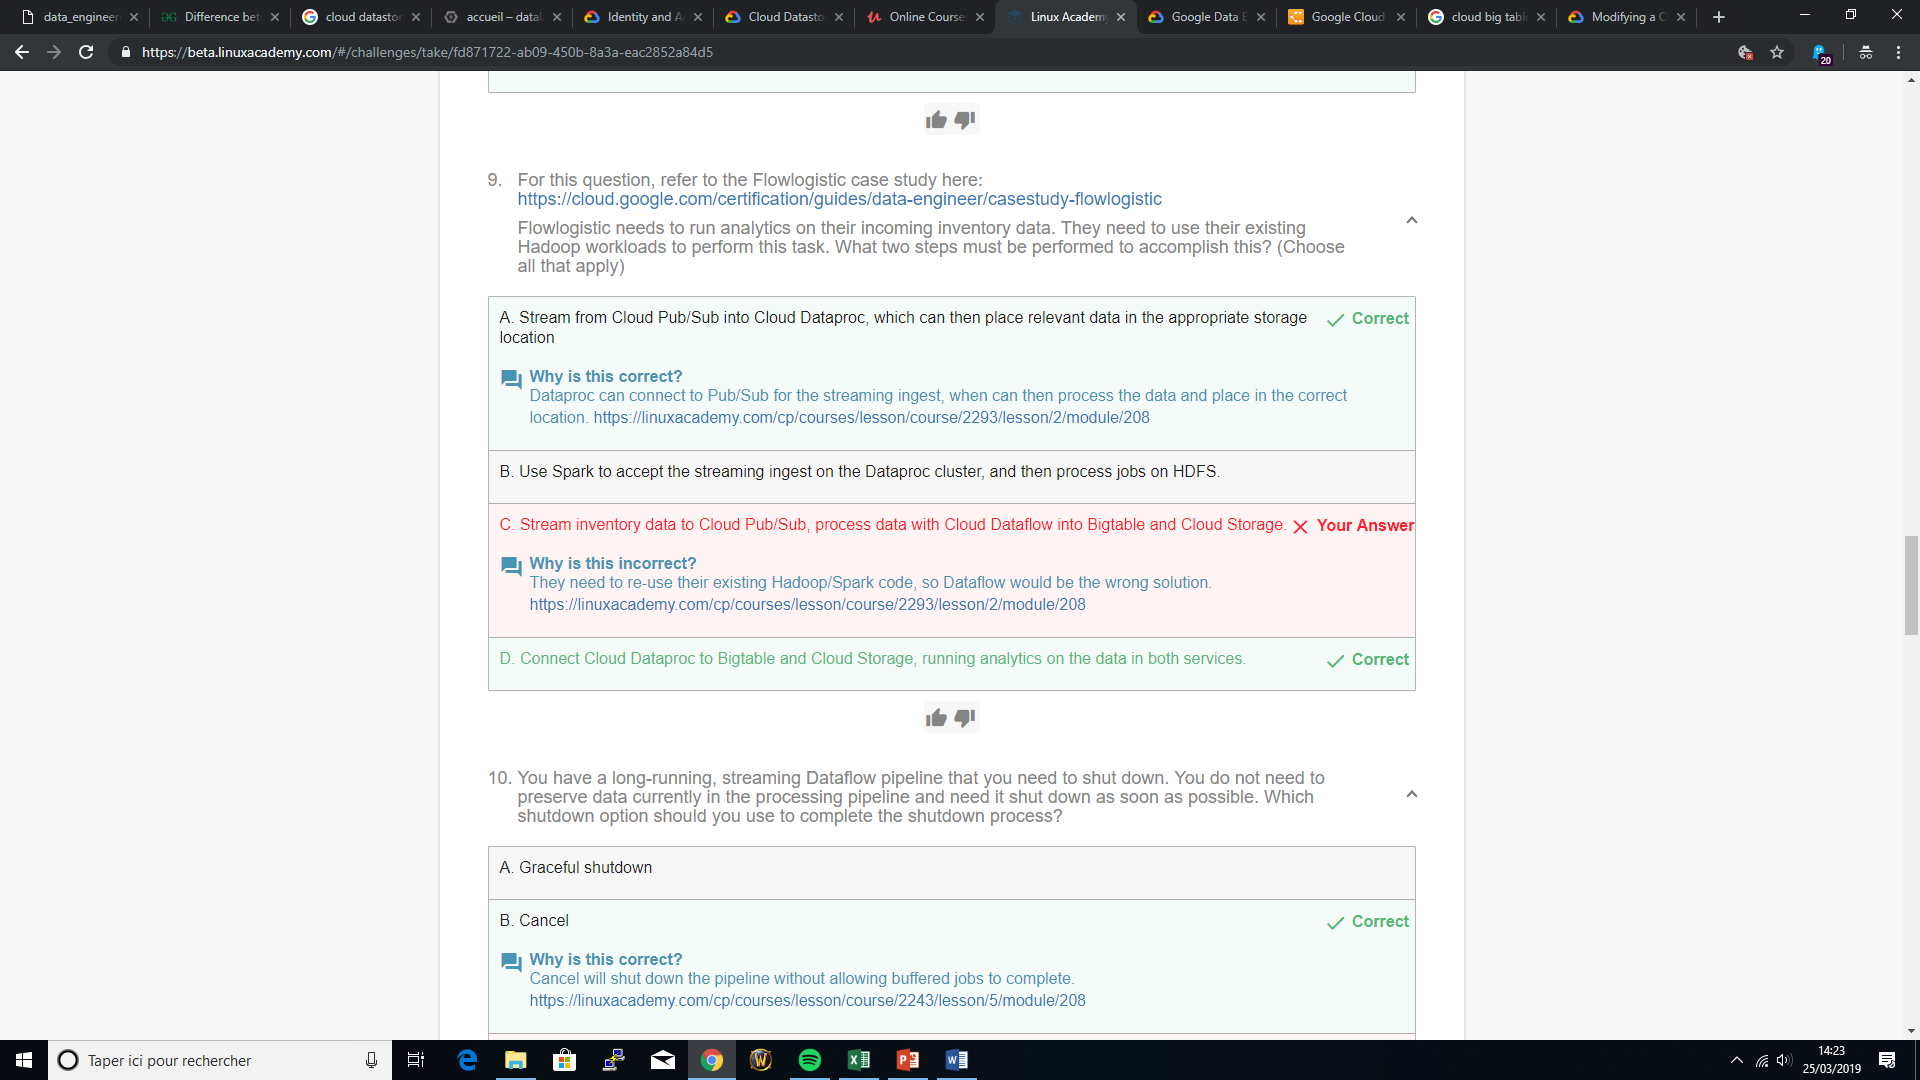 data_engineer
Difference bet
cloud datastor
accueil – datal
Identity and A
Cloud Datasto
Online Course
Linux Academy
Google Data E
Google Cloud
cloud big tabl
Modifying a C
https://beta.linuxacademy.com/#/challenges/take/fd871722-ab09-450b-8a3a-eac2852a84d5
20
9. For this question, refer to the Flowlogistic case study here:
https://cloud.google.com/certification/guides/data-engineer/casestudy-flowlogistic
Flowlogistic needs to run analytics on their incoming inventory data. They need to use their existing
Hadoop workloads to perform this task. What two steps must be performed to accomplish this? (Choose
all that apply)
A. Stream from Cloud Pub/Sub into Cloud Dataproc, which can then place relevant data in the appropriate storage
location
Correct
Why is this correct?
Dataproc can connect to Pub/Sub for the streaming ingest, when can then process the data and place in the correct
location. https://linuxacademy.com/cp/courses/lesson/course/2293/lesson/2/module/208
B. Use Spark to accept the streaming ingest on the Dataproc cluster, and then process jobs on HDFS.
C. Stream inventory data to Cloud Pub/Sub, process data with Cloud Dataflow into Bigtable and Cloud Storage.
Your Answer
Why is this incorrect?
They need to re-use their existing Hadoop/Spark code, so Dataflow would be the wrong solution.
https://linuxacademy.com/cp/courses/lesson/course/2293/lesson/2/module/208
D. Connect Cloud Dataproc to Bigtable and Cloud Storage, running analytics on the data in both services.
Correct
10. You have a long-running, streaming Dataflow pipeline that you need to shut down. You do not need to
preserve data currently in the processing pipeline and need it shut down as soon as possible. Which
shutdown option should you use to complete the shutdown process?
A. Graceful shutdown
B. Cancel
Correct
Why is this correct?
Cancel will shut down the pipeline without allowing buffered jobs to complete.
https://linuxacademy.com/cp/courses/lesson/course/2243/lesson/5/module/208
Taper ici pour rechercher
14:23
25/03/2019